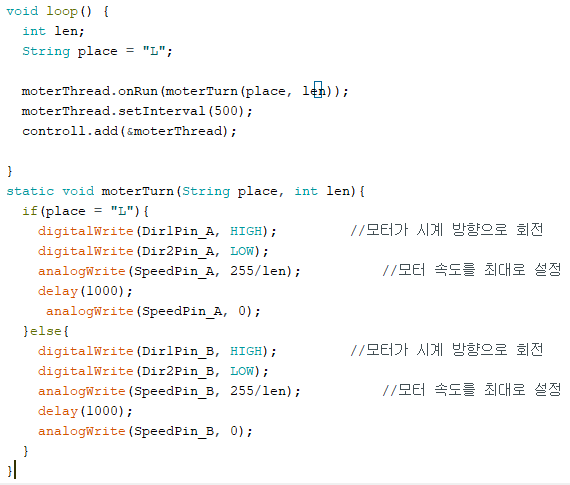 void loop() {
  int len;
  String place = "L";

  moterThread.onRun(moterTurn(place, len));
  moterThread.setInterval(500);
  controll.add(&moterThread);

}
static void moterTurn(String place, int len){
  if(place = "L"){
    digitalWrite(Dir1Pin_A, HIGH);         //모터가 시계 방향으로 회전
    digitalWrite(Dir2Pin_A, LOW);
    analogWrite(SpeedPin_A, 255/len);          //모터 속도를 최대로 설정
    delay(1000);
     analogWrite(SpeedPin_A, 0);
  }else{
    digitalWrite(Dir1Pin_B, HIGH);         //모터가 시계 방향으로 회전
    digitalWrite(Dir2Pin_B, LOW);
    analogWrite(SpeedPin_B, 255/len);          //모터 속도를 최대로 설정
    delay(1000);
    analogWrite(SpeedPin_B, 0);
  }
}